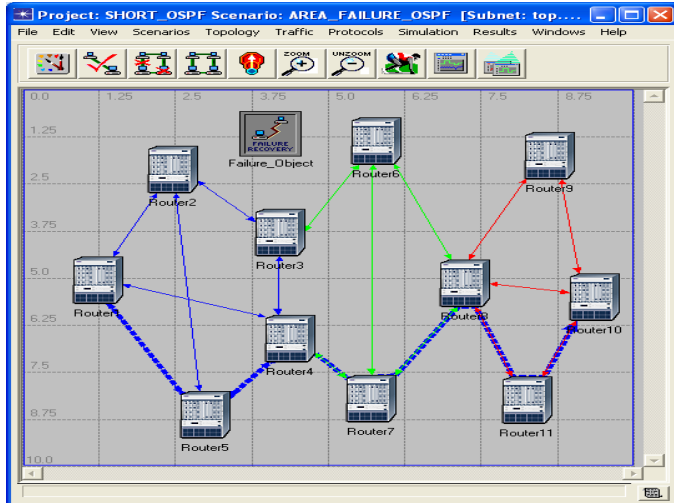 Project: SHORT_OSPF Scenario: AREA_FAILURE_OSPF [Subnet: top....
File Edit View Scenarios Topology Traffic Protocols Simulation Results Windows Help
ZOOM UNZOOM
0.0 1.25 2.5 3.75 5.0 6.25 7.5 8.75
1.25
2.5
3.75
5.0
6.25
7.5
8.75
10.0
FAILURE
RECOVERY
Failure_Object
Router6
Router9
Router2
Router3
Router
Router10
Router4
Router7
Router11
Router5